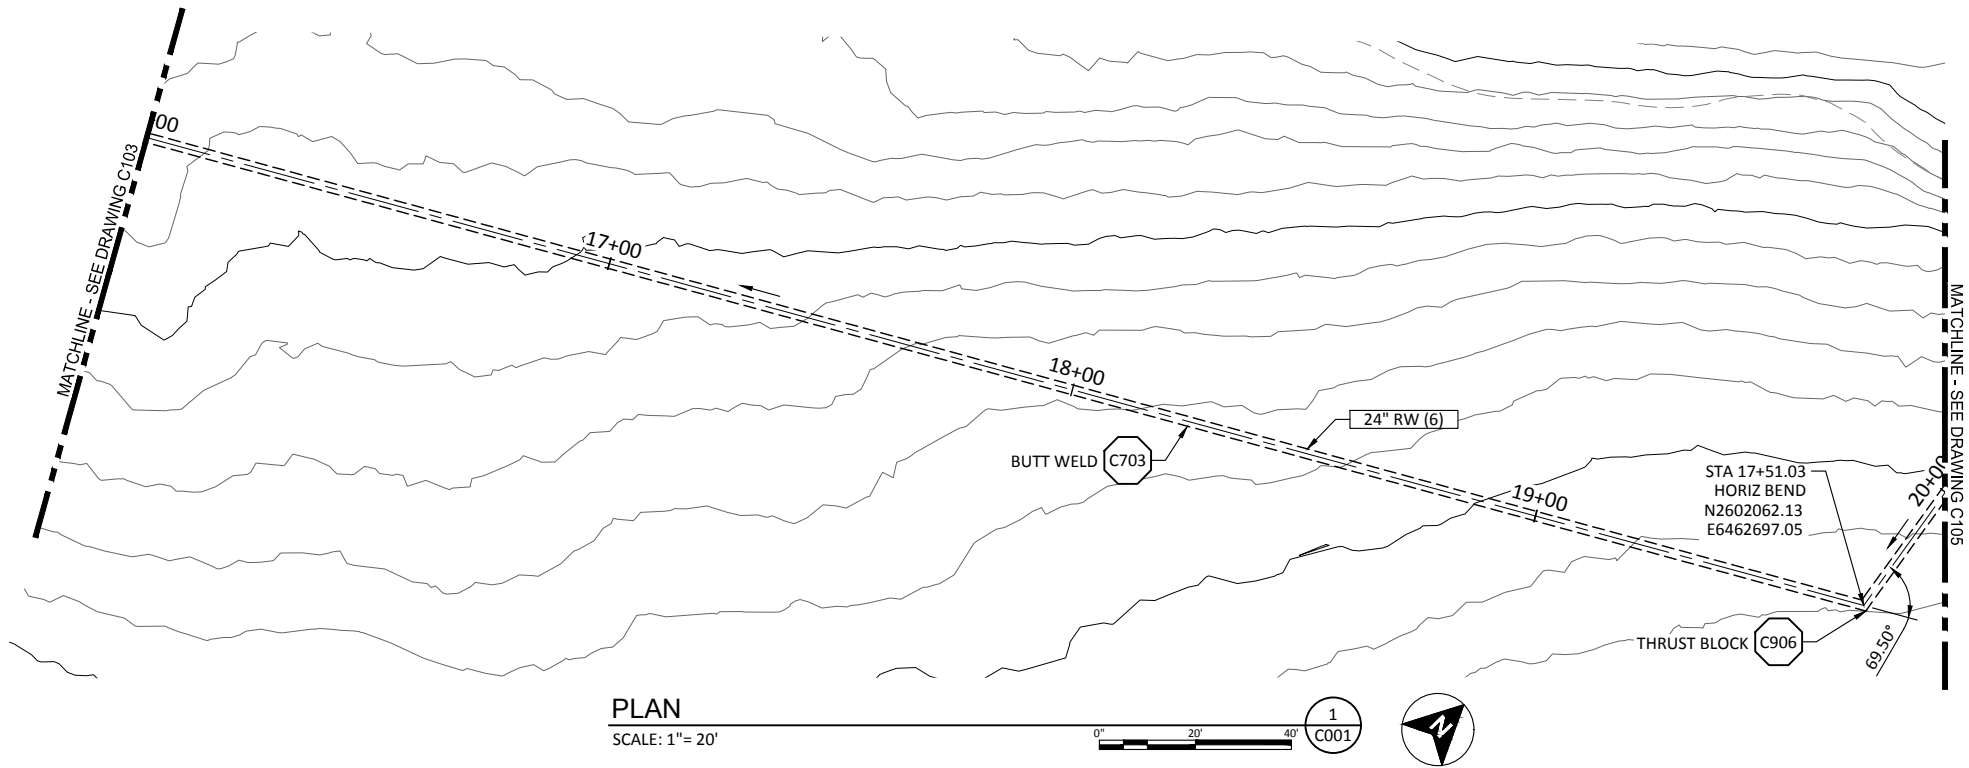 00
MATCHLINE - SEE DRAWING C103
17+00
18+00
24" RW (6)
BUTT WELD C703
19+00
STA 17+51.03
HORIZ BEND
N2602062.13
E6462697.05
20+00
MATCHLINE - SEE DRAWING C105
THRUST BLOCK C906
69.50°
PLAN
SCALE: 1"= 20'
1
C001
0" 20' 40'
N